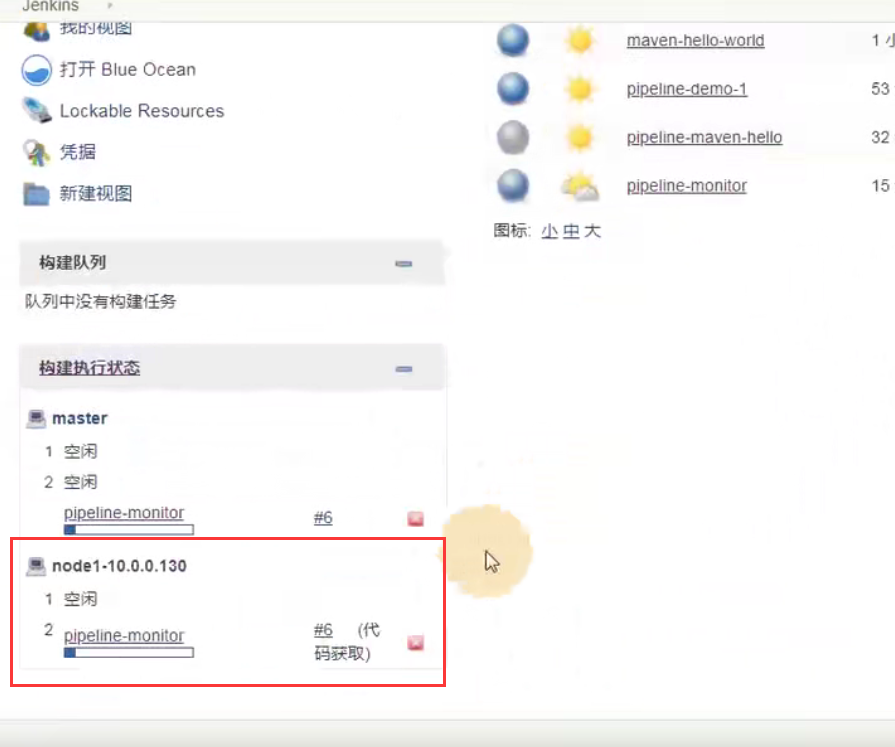 Jenkins
我的视图
打开 Blue Ocean
Lockable Resources
凭据
新建视图
构建队列
队列中没有构建任务
构建执行状态
master
1 空闲
2 空闲
pipeline-monitor #6
node1-10.0.0.130
1 空闲
2 pipeline-monitor #6 (代
码获取)
maven-hello-world 1 小
pipeline-demo-1 53
pipeline-maven-hello 32
pipeline-monitor 15
图标: 小 中 大